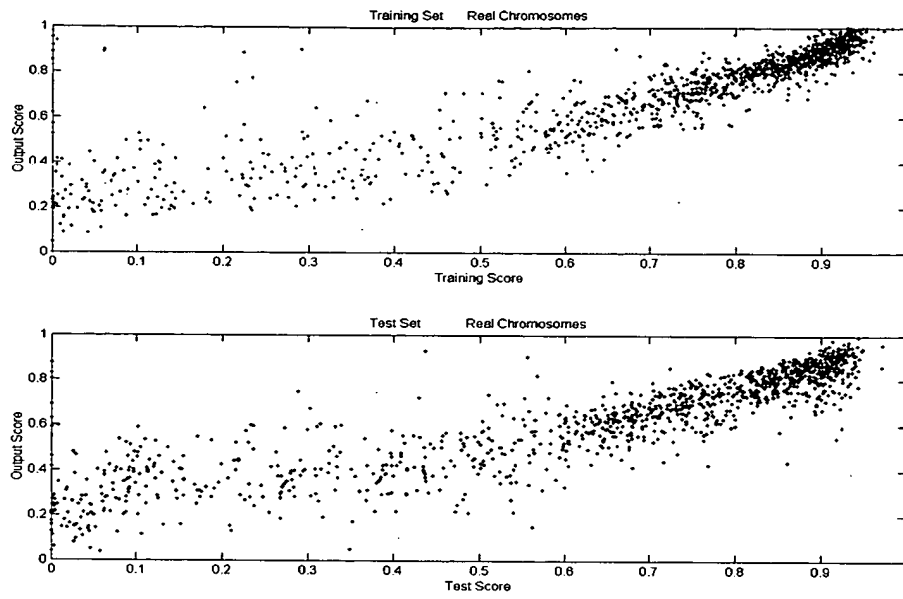 Training Set Real Chromosomes
1
0.8
0.6
0.4
0.2
0
Output Score
0 0.1 0.2 0.3 0.4 0.5 0.6 0.7 0.8 0.9
Training Score
Test Set Real Chromosomes
1
0.8
0.6
0.4
0.2
0
Output Score
0 0.1 0.2 0.3 0.4 0.5 0.6 0.7 0.8 0.9
Test Score